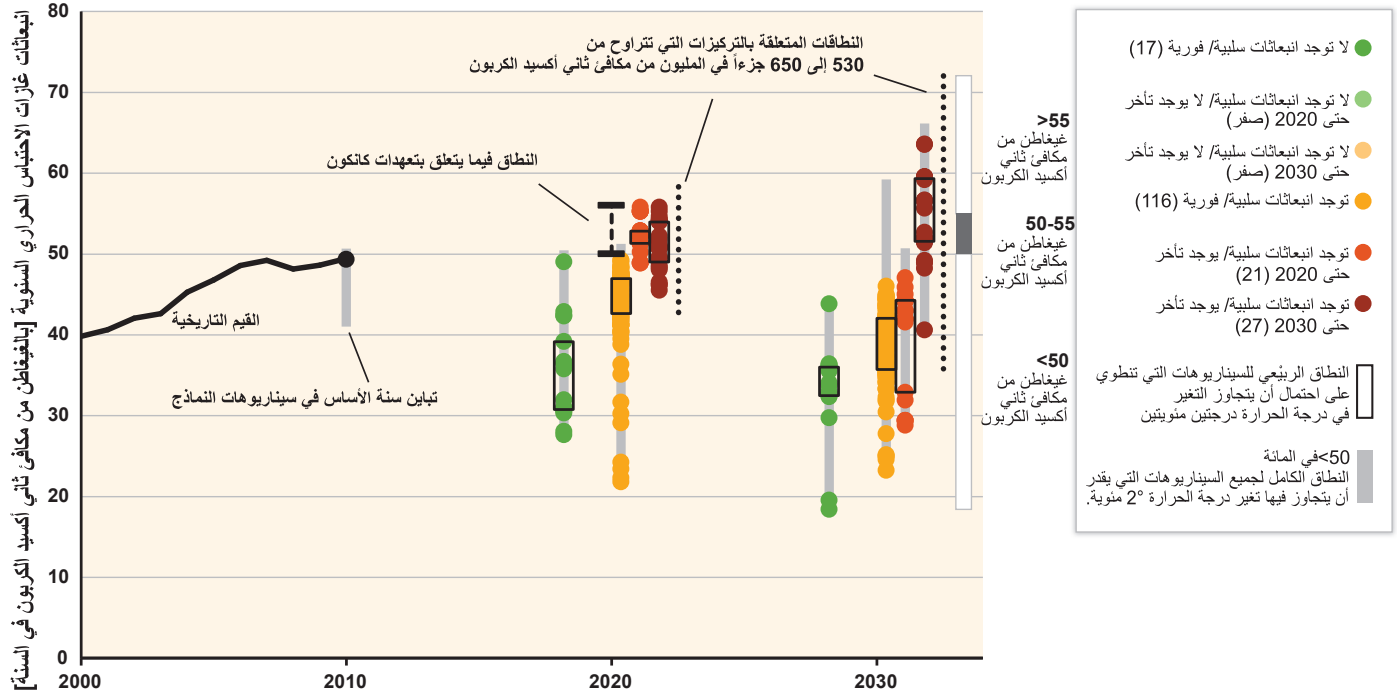 انبعاثات غازات الاحتباس الحراري السنوية [بالغيغاطن من مكافئ ثاني أكسيد الكربون في السنة]
80
70
60
50
40
30
20
10
0
2000
2010
2020
2030
النطاقات المتعلقة بالتركيزات التي تتراوح من
530 إلى 650 جزءاً في المليون من مكافئ ثاني أكسيد الكربون
النطاق فيما يتعلق بتعهدات كانكون
القيم التاريخية
تباين سنة الأساس في سيناريوهات النماذج
>55
غيغاطن من
مكافئ ثاني
أكسيد الكربون
50-55
غيغاطن من
مكافئ ثاني
أكسيد الكربون
<50
غيغاطن من
مكافئ ثاني
أكسيد الكربون
لا توجد انبعاثات سلبية/ فورية (17)
لا توجد انبعاثات سلبية/ لا يوجد تأخر
حتى 2020 (صفر)
لا توجد انبعاثات سلبية/ لا يوجد تأخر
حتى 2030 (صفر)
توجد انبعاثات سلبية/ فورية (116)
توجد انبعاثات سلبية/ يوجد تأخر
حتى 2020 (21)
توجد انبعاثات سلبية/ يوجد تأخر
حتى 2030 (27)
النطاق الربيْعي للسيناريوهات التي تنطوي
على احتمال أن يتجاوز التغير
في درجة الحرارة درجتين مئويتين
50>في المائة
النطاق الكامل لجميع السيناريوهات التي يقدر
أن يتجاوز فيها تغير درجة الحرارة °2 مئوية.